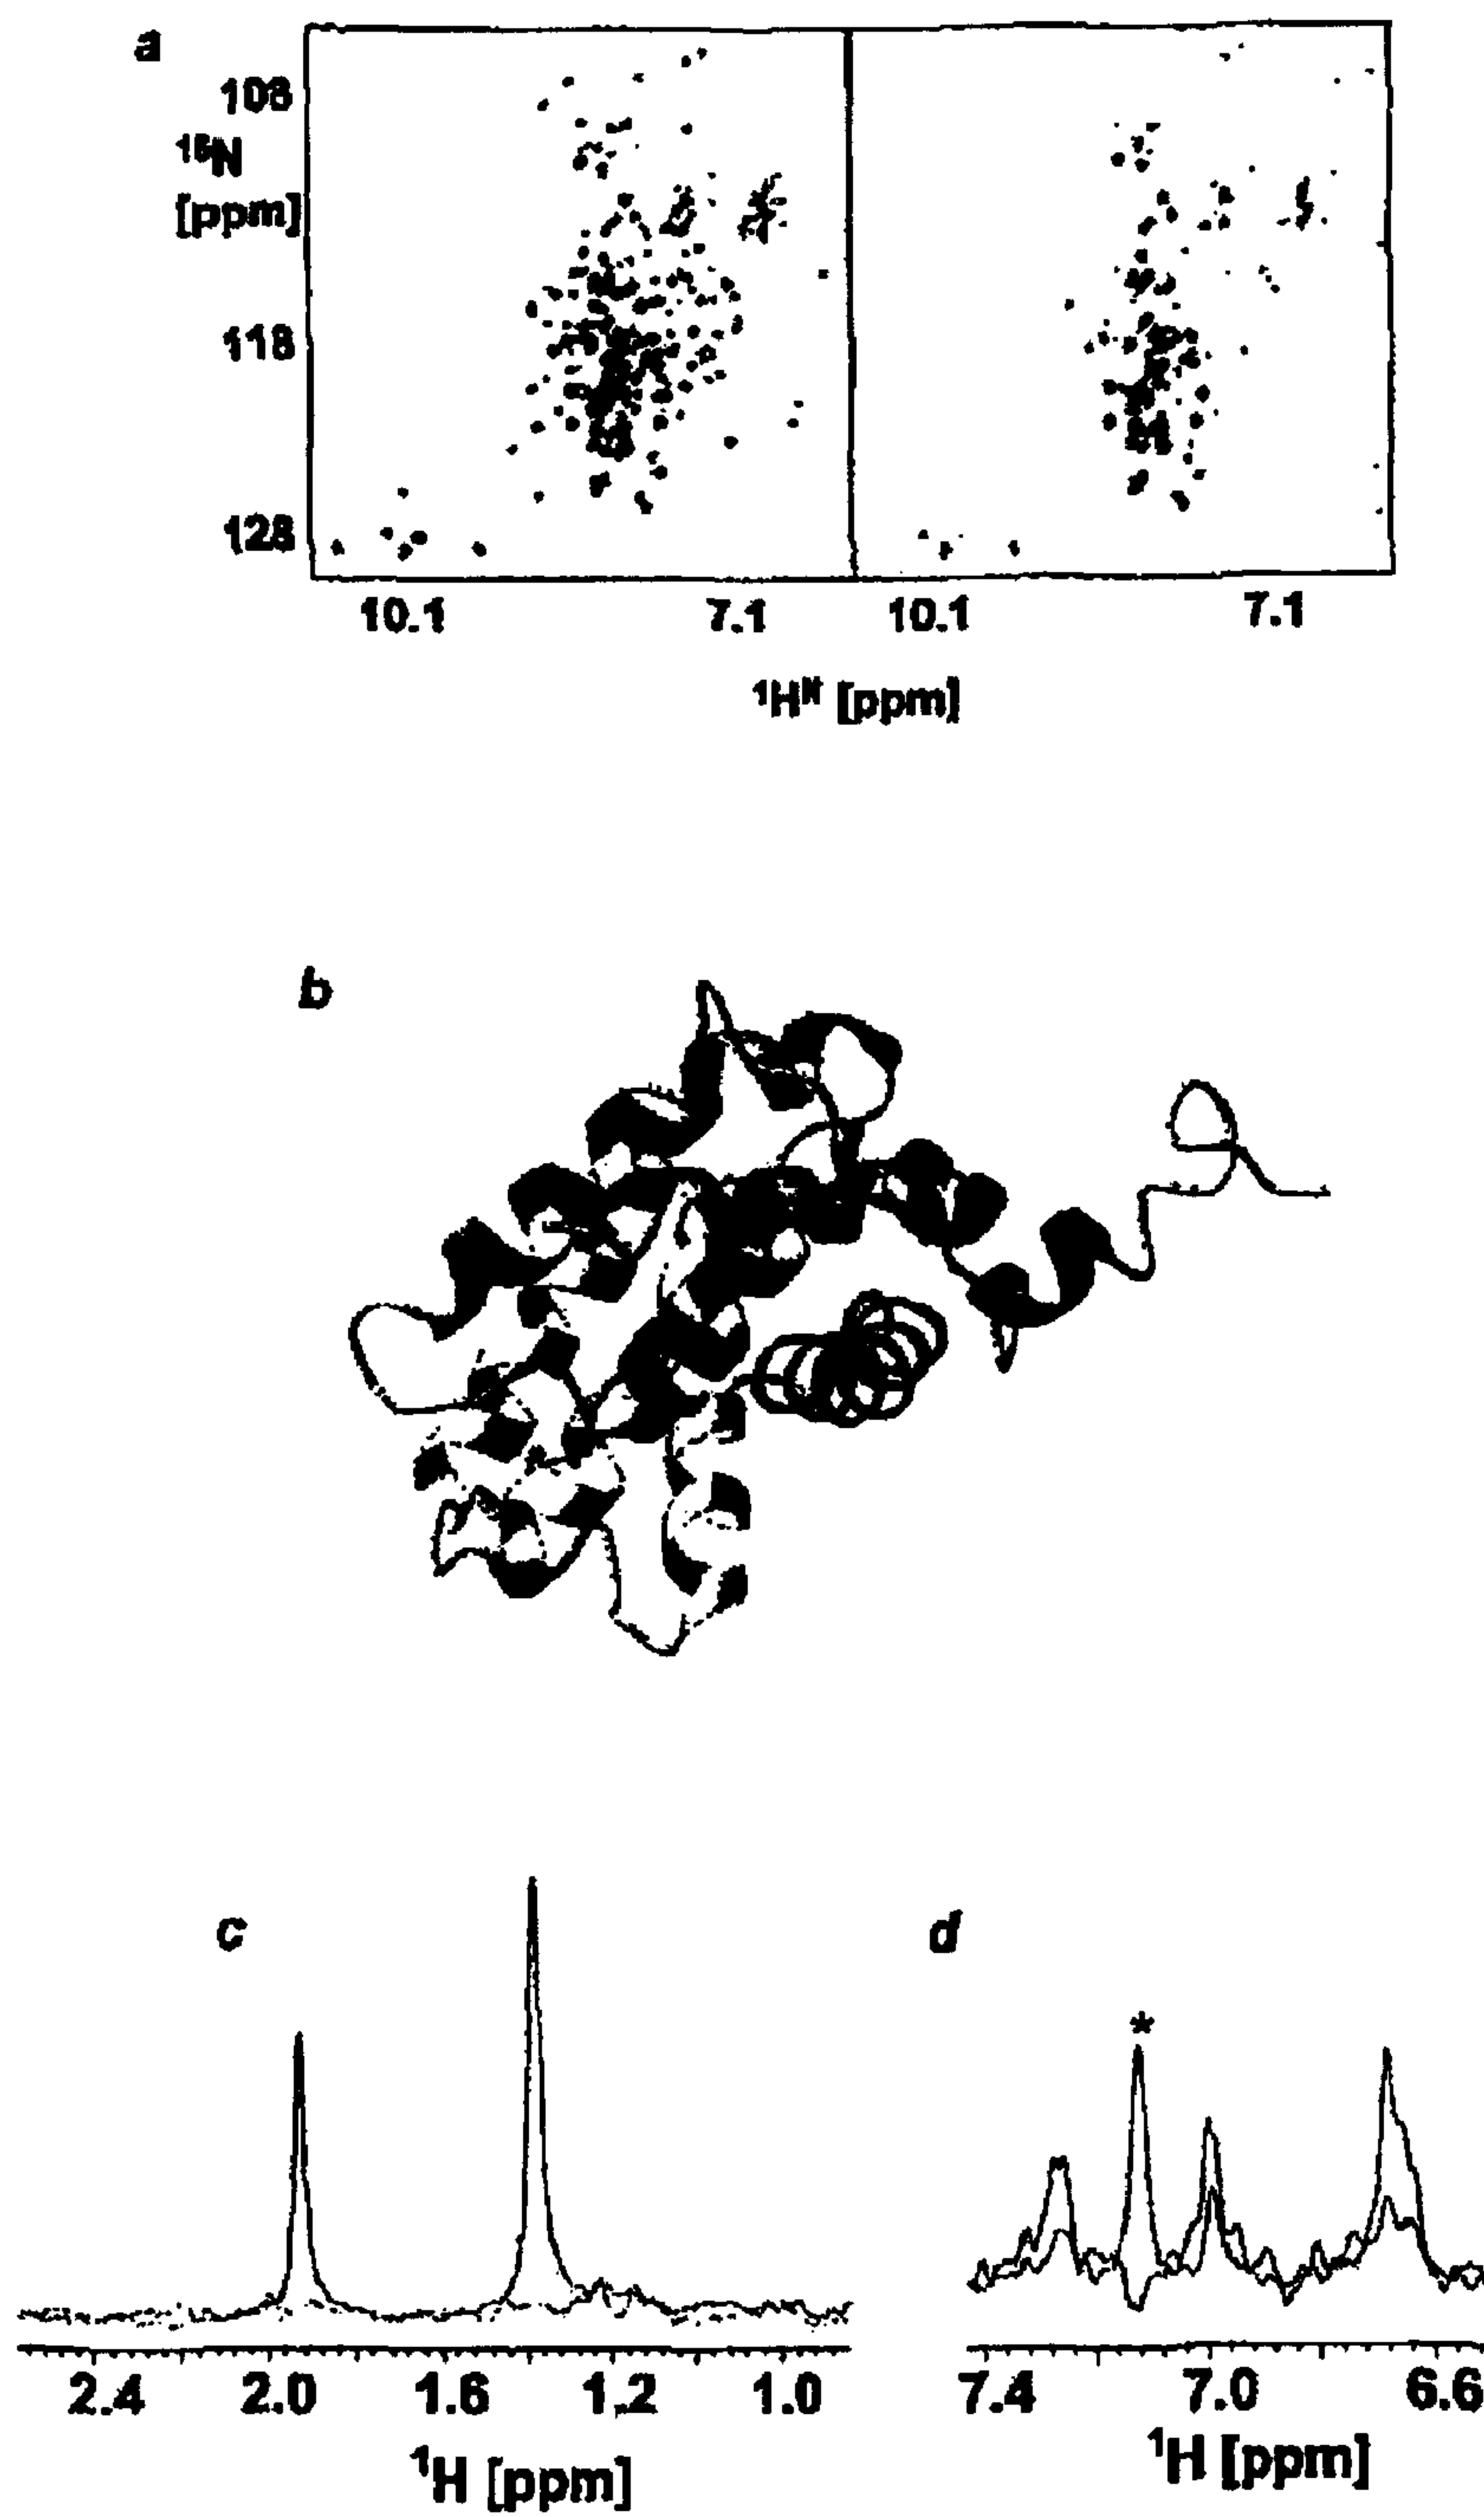 a
108
15N
[ppm]
118
128
10.1 7.1 10.1 7.1
1HN [ppm]
b
c
d
*
2.4 2.0 1.6 1.2 1.0
7.4 7.0 6.6
1H [ppm]
1H [ppm]